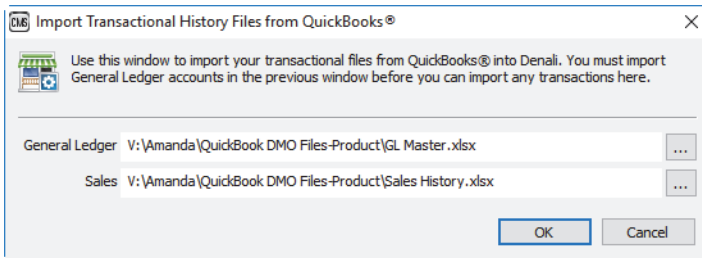 CMS Import Transactional History Files from QuickBooks®
Use this window to import your transactional files from QuickBooks® into Denali. You must import
General Ledger accounts in the previous window before you can import any transactions here.
General Ledger V:\Amanda\QuickBook DMO Files-Product\GL Master.xlsx ...
Sales V:\Amanda\QuickBook DMO Files-Product\Sales History.xlsx ...
OK Cancel